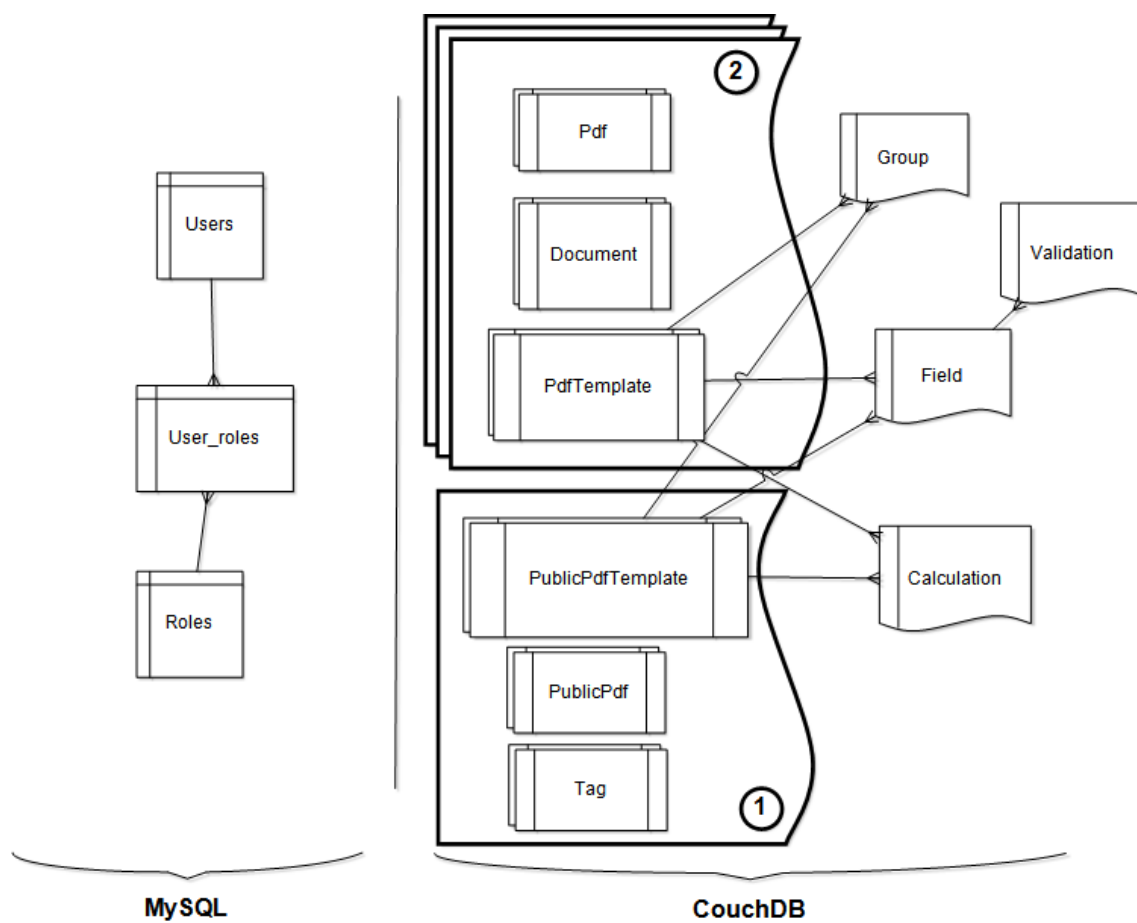 2
Pdf
Group
Users
Document
Validation
PdfTemplate
Field
User_roles
PublicPdfTemplate
Calculation
Roles
PublicPdf
Tag
1
MySQL
CouchDB